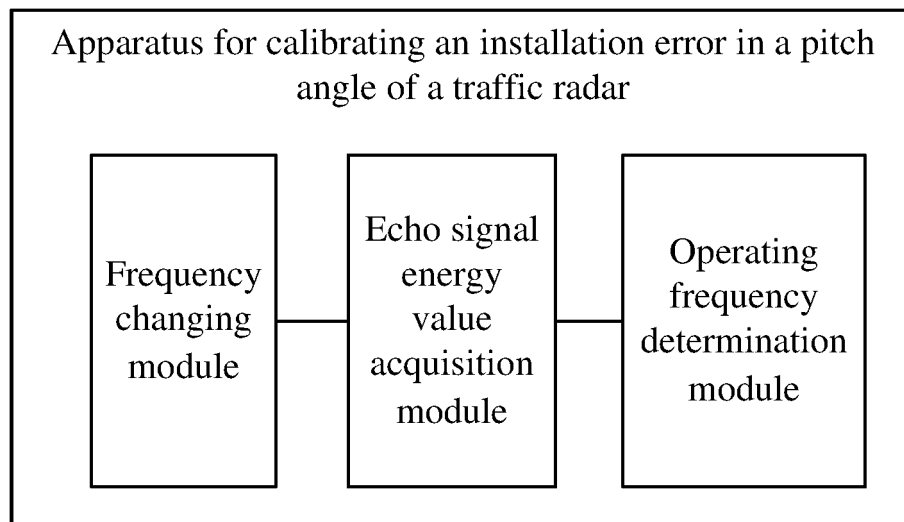 Apparatus for calibrating an installation error in a pitch
angle of a traffic radar
Frequency
changing
module
Echo signal
energy
value
acquisition
module
Operating
frequency
determination
module